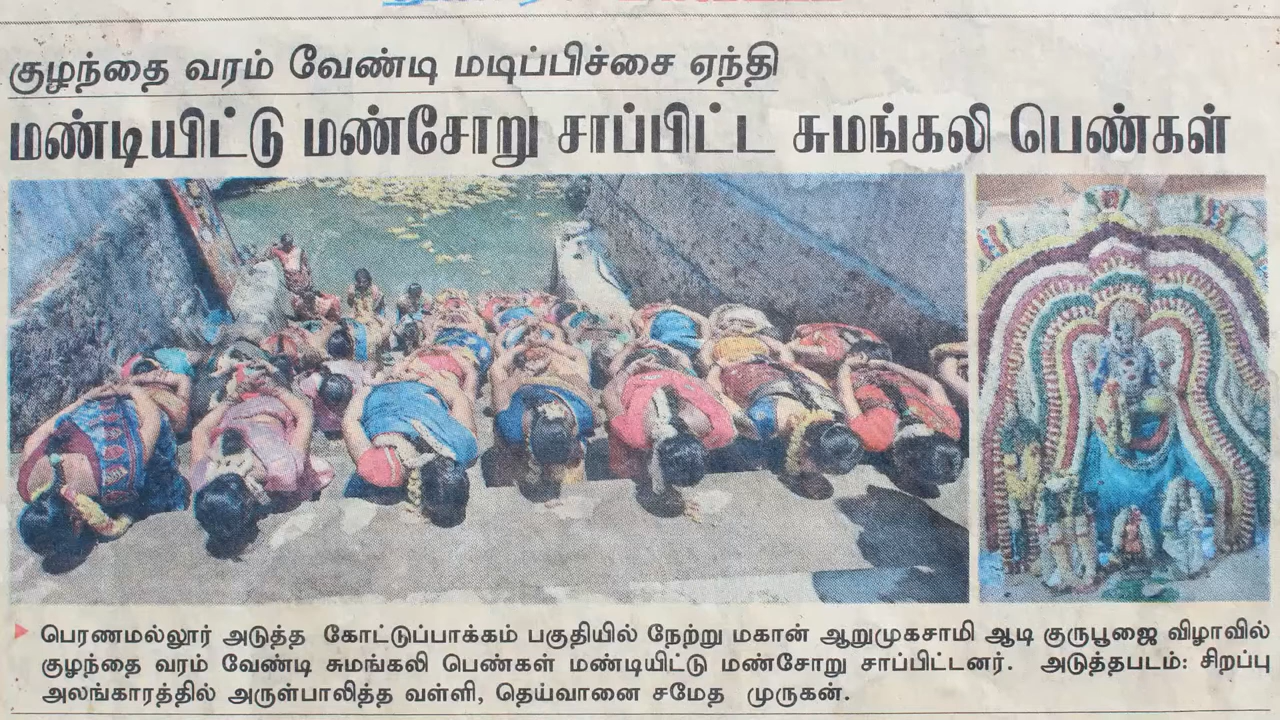 குழந்தை வரம் வேண்டி மடிப்பிச்சை ஏந்தி
மண்டியிட்டு மண்சோறு சாப்பிட்ட சுமங்கலி பெண்கள்
பெரணமல்லூர் அடுத்த கோட்டுப்பாக்கம் பகுதியில் நேற்று மகான் ஆறுமுகசாமி ஆடி குருபூஜை விழாவில்
குழந்தை வரம் வேண்டி சுமங்கலி பெண்கள் மண்டியிட்டு மண்சோறு சாப்பிட்டனர். அடுத்தபடம்: சிறப்பு
அலங்காரத்தில் அருள்பாலித்த வள்ளி, தெய்வானை சமேத முருகன்.